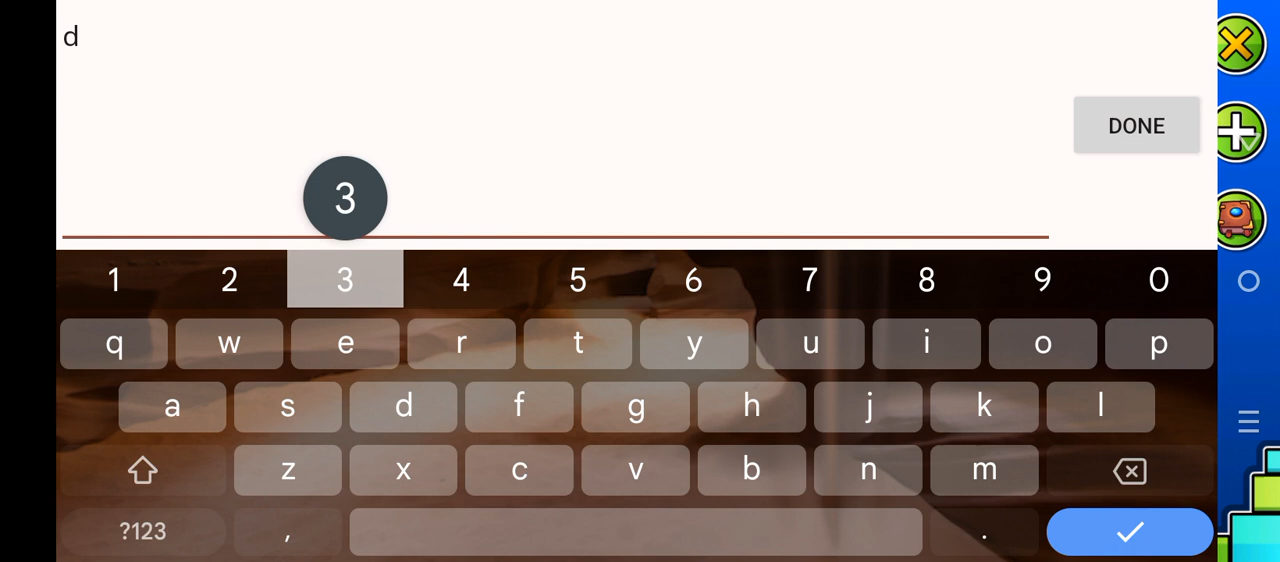 d
DONE
3
1 2 3 4 5 6 7 8 9 0
q w e r t y u i o p
a s d f g h j k l
z x c v b n m
?123 , .